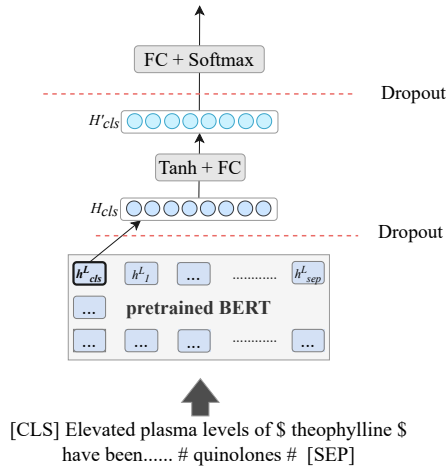 FC + Softmax
Dropout
H'cls
Tanh + FC
Hcls
Dropout
h^L_cls h^L_1 ... ............ h^L_sep
... pretrained BERT
... ... ... ............ ...
[CLS] Elevated plasma levels of $ theophylline $
have been...... # quinolones # [SEP]